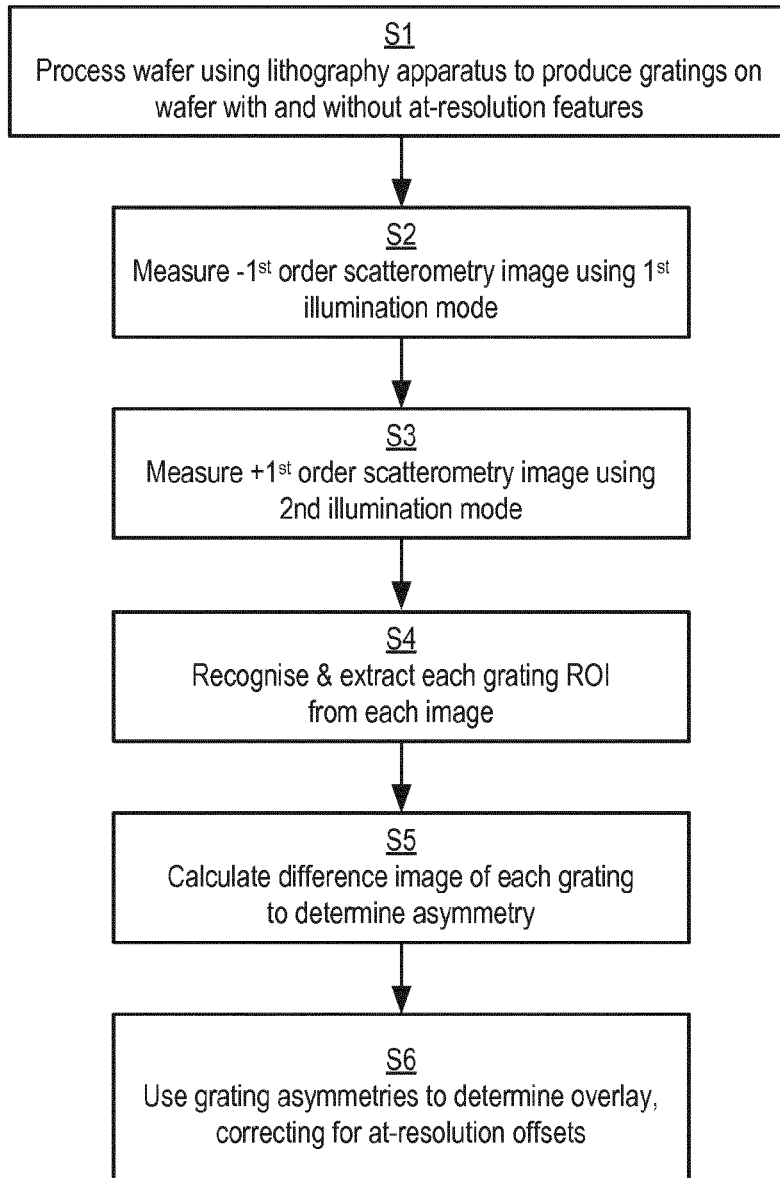 S1
Process wafer using lithography apparatus to produce gratings on
wafer with and without at-resolution features
S2
Measure -1st order scatterometry image using 1st
illumination mode
S3
Measure +1st order scatterometry image using
2nd illumination mode
S4
Recognise & extract each grating ROI
from each image
S5
Calculate difference image of each grating
to determine asymmetry
S6
Use grating asymmetries to determine overlay,
correcting for at-resolution offsets